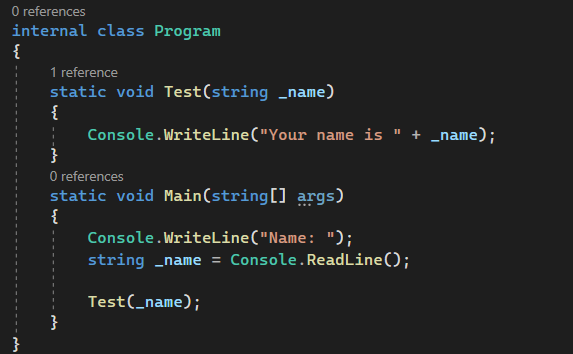 0 references
internal class Program
{
1 reference
static void Test(string _name)
{
Console.WriteLine("Your name is " + _name);
}
0 references
static void Main(string[] args)
{
Console.WriteLine("Name: ");
string _name = Console.ReadLine();
Test(_name);
}
}